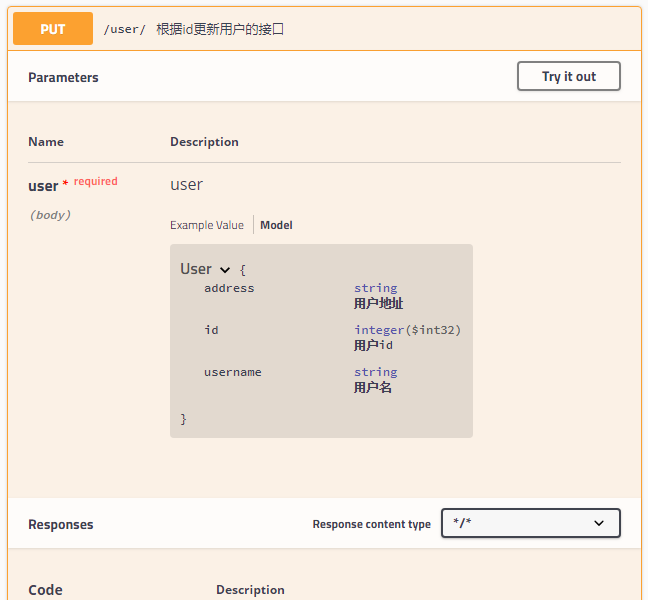 PUT /user/ 根据id更新用户的接口
Parameters Try it out
Name Description
user * required user
(body)
Example Value Model
User {
address string
用户地址
id integer($int32)
用户id
username string
用户名
}
Responses Response content type */*
Code Description